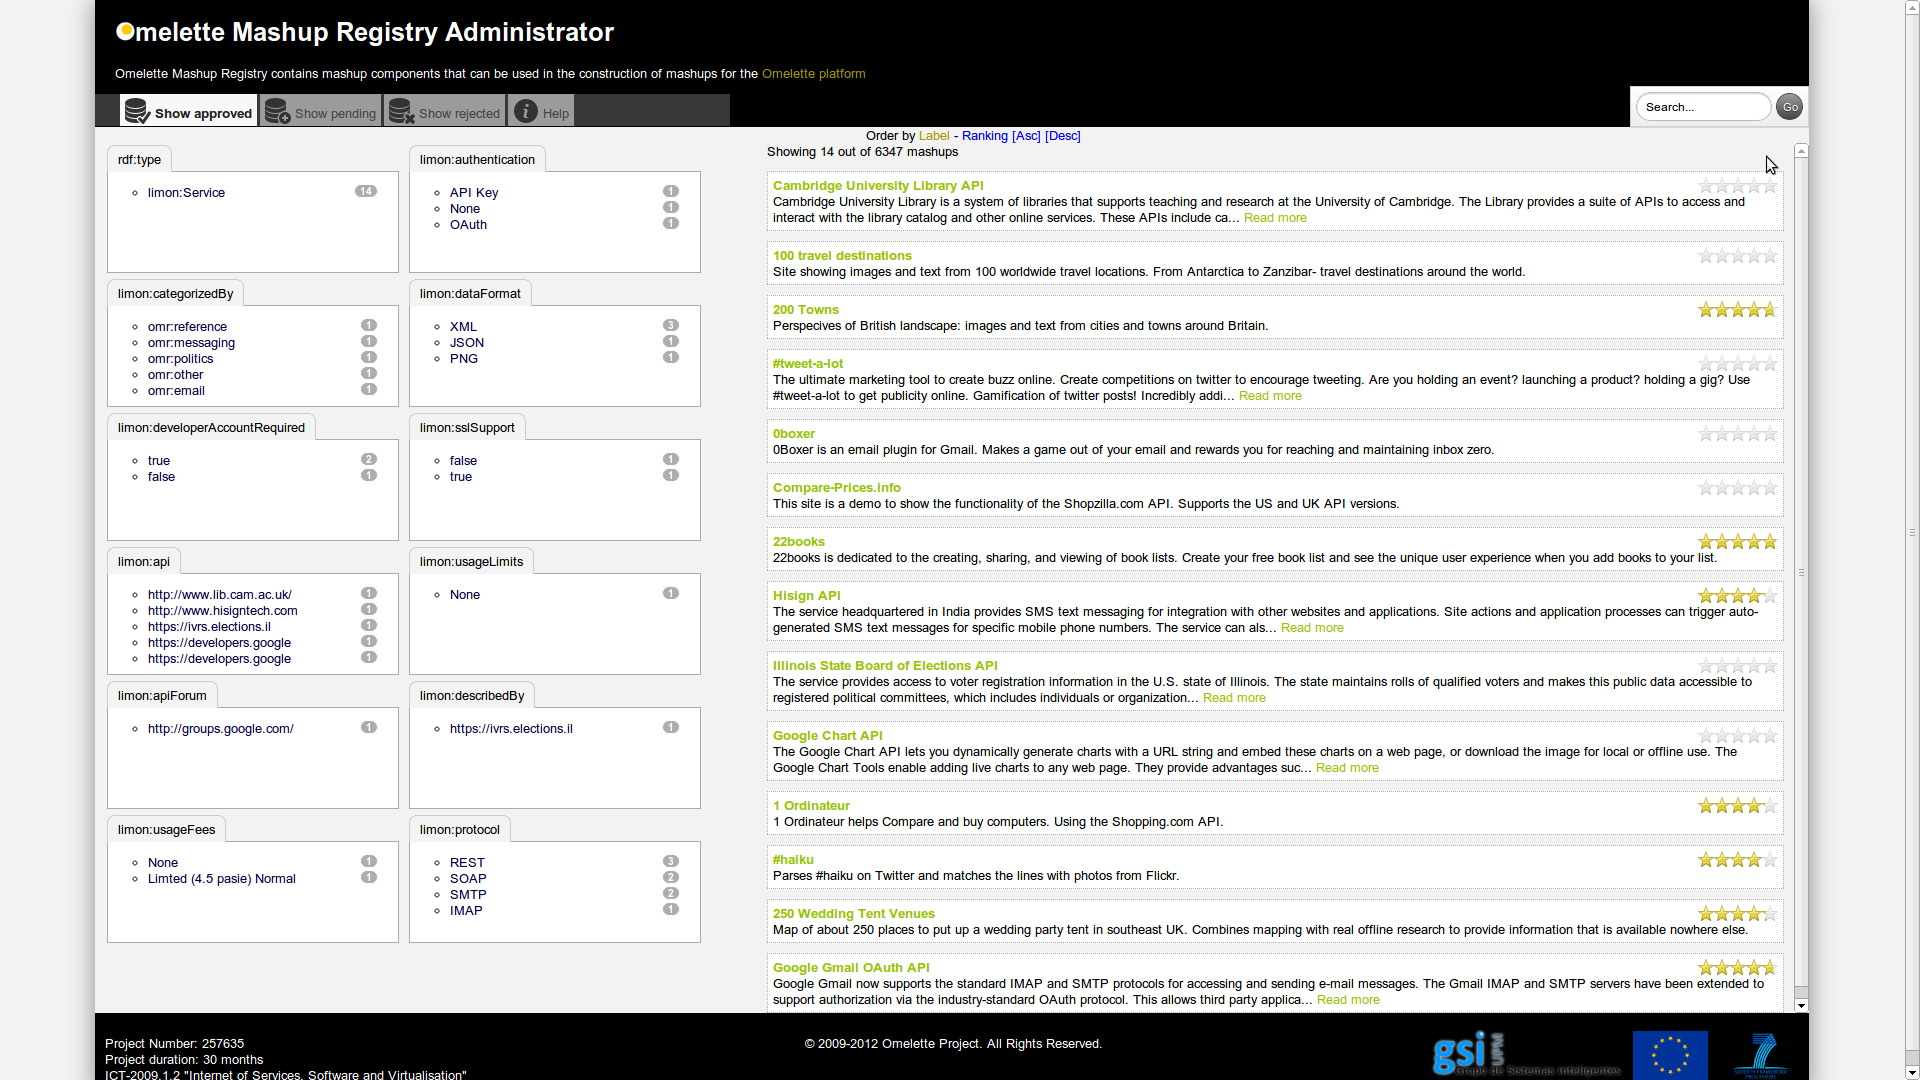 Omelette Mashup Registry Administrator
Omelette Mashup Registry contains mashup components that can be used in the construction of mashups for the Omelette platform
Show approved
Show pending
Show rejected
Help
Search...
Go
rdf:type
limon:Service 14
limon:authentication
API Key 1
None 1
OAuth 1
limon:categorizedBy
omr:reference 1
omr:messaging 1
omr:politics 1
omr:other 1
omr:email 1
limon:dataFormat
XML 3
JSON 1
PNG 1
limon:developerAccountRequired
true 2
false 1
limon:sslSupport
false 1
true 1
limon:api
http://www.lib.cam.ac.uk/ 1
http://www.hisigntech.com 1
https://ivrs.elections.il 1
https://developers.google 1
https://developers.google 1
limon:usageLimits
None 1
limon:apiForum
http://groups.google.com/ 1
limon:describedBy
https://ivrs.elections.il 1
limon:usageFees
None 1
Limted (4.5 pasie) Normal 1
limon:protocol
REST 3
SOAP 2
SMTP 2
IMAP 1
Order by Label - Ranking [Asc] [Desc]
Showing 14 out of 6347 mashups
Cambridge University Library API
Cambridge University Library is a system of libraries that supports teaching and research at the University of Cambridge. The Library provides a suite of APIs to access and
interact with the library catalog and other online services. These APIs include ca... Read more
100 travel destinations
Site showing images and text from 100 worldwide travel locations. From Antarctica to Zanzibar- travel destinations around the world.
200 Towns
Perspecives of British landscape: images and text from cities and towns around Britain.
#tweet-a-lot
The ultimate marketing tool to create buzz online. Create competitions on twitter to encourage tweeting. Are you holding an event? launching a product? holding a gig? Use
#tweet-a-lot to get publicity online. Gamification of twitter posts! Incredibly addi... Read more
0boxer
0Boxer is an email plugin for Gmail. Makes a game out of your email and rewards you for reaching and maintaining inbox zero.
Compare-Prices.info
This site is a demo to show the functionality of the Shopzilla.com API. Supports the US and UK API versions.
22books
22books is dedicated to the creating, sharing, and viewing of book lists. Create your free book list and see the unique user experience when you add books to your list.
Hisign API
The service headquartered in India provides SMS text messaging for integration with other websites and applications. Site actions and application processes can trigger auto-
generated SMS text messages for specific mobile phone numbers. The service can als... Read more
Illinois State Board of Elections API
The service provides access to voter registration information in the U.S. state of Illinois. The state maintains rolls of qualified voters and makes this public data accessible to
registered political committees, which includes individuals or organization... Read more
Google Chart API
The Google Chart API lets you dynamically generate charts with a URL string and embed these charts on a web page, or download the image for local or offline use. The
Google Chart Tools enable adding live charts to any web page. They provide advantages suc... Read more
1 Ordinateur
1 Ordinateur helps Compare and buy computers. Using the Shopping.com API.
#haiku
Parses #haiku on Twitter and matches the lines with photos from Flickr.
250 Wedding Tent Venues
Map of about 250 places to put up a wedding party tent in southeast UK. Combines mapping with real offline research to provide information that is available nowhere else.
Google Gmail OAuth API
Google Gmail now supports the standard IMAP and SMTP protocols for accessing and sending e-mail messages. The Gmail IMAP and SMTP servers have been extended to
support authorization via the industry-standard OAuth protocol. This allows third party applica... Read more
Project Number: 257635
Project duration: 30 months
ICT-2009.1.2 "Internet of Services, Software and Virtualisation"
© 2009-2012 Omelette Project. All Rights Reserved.
gsi UPM
Grupo de Sistemas Inteligentes
7
SEVENTH FRAMEWORK
PROGRAMME